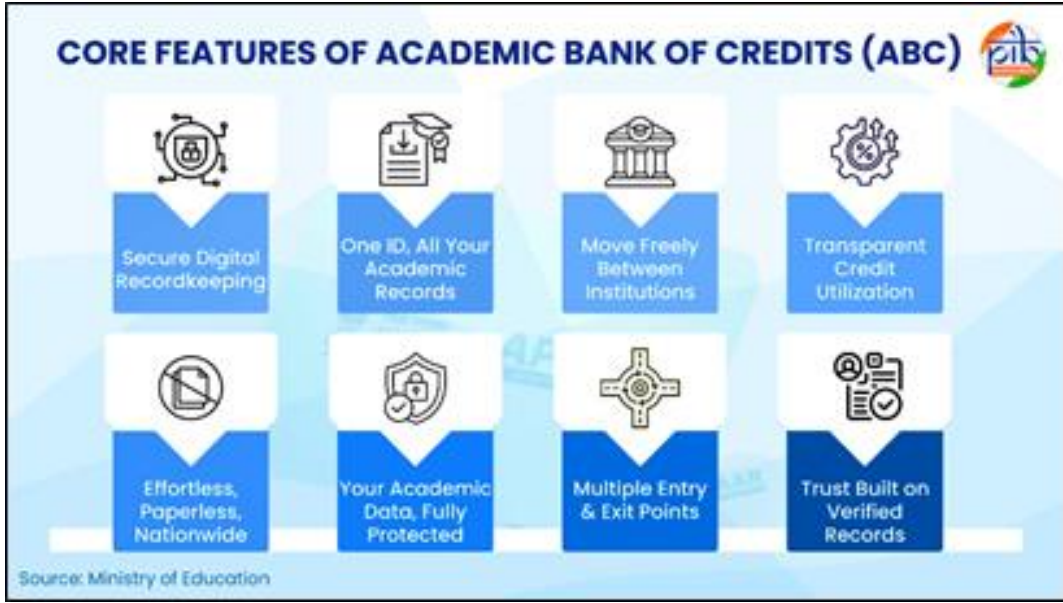 CORE FEATURES OF ACADEMIC BANK OF CREDITS (ABC)
pib
Secure Digital
Recordkeeping
One ID, All Your
Academic
Records
Move Freely
Between
Institutions
Transparent
Credit
Utilization
Effortless,
Paperless,
Nationwide
Your Academic
Data, Fully
Protected
Multiple Entry
& Exit Points
Trust Built on
Verified
Records
Source: Ministry of Education